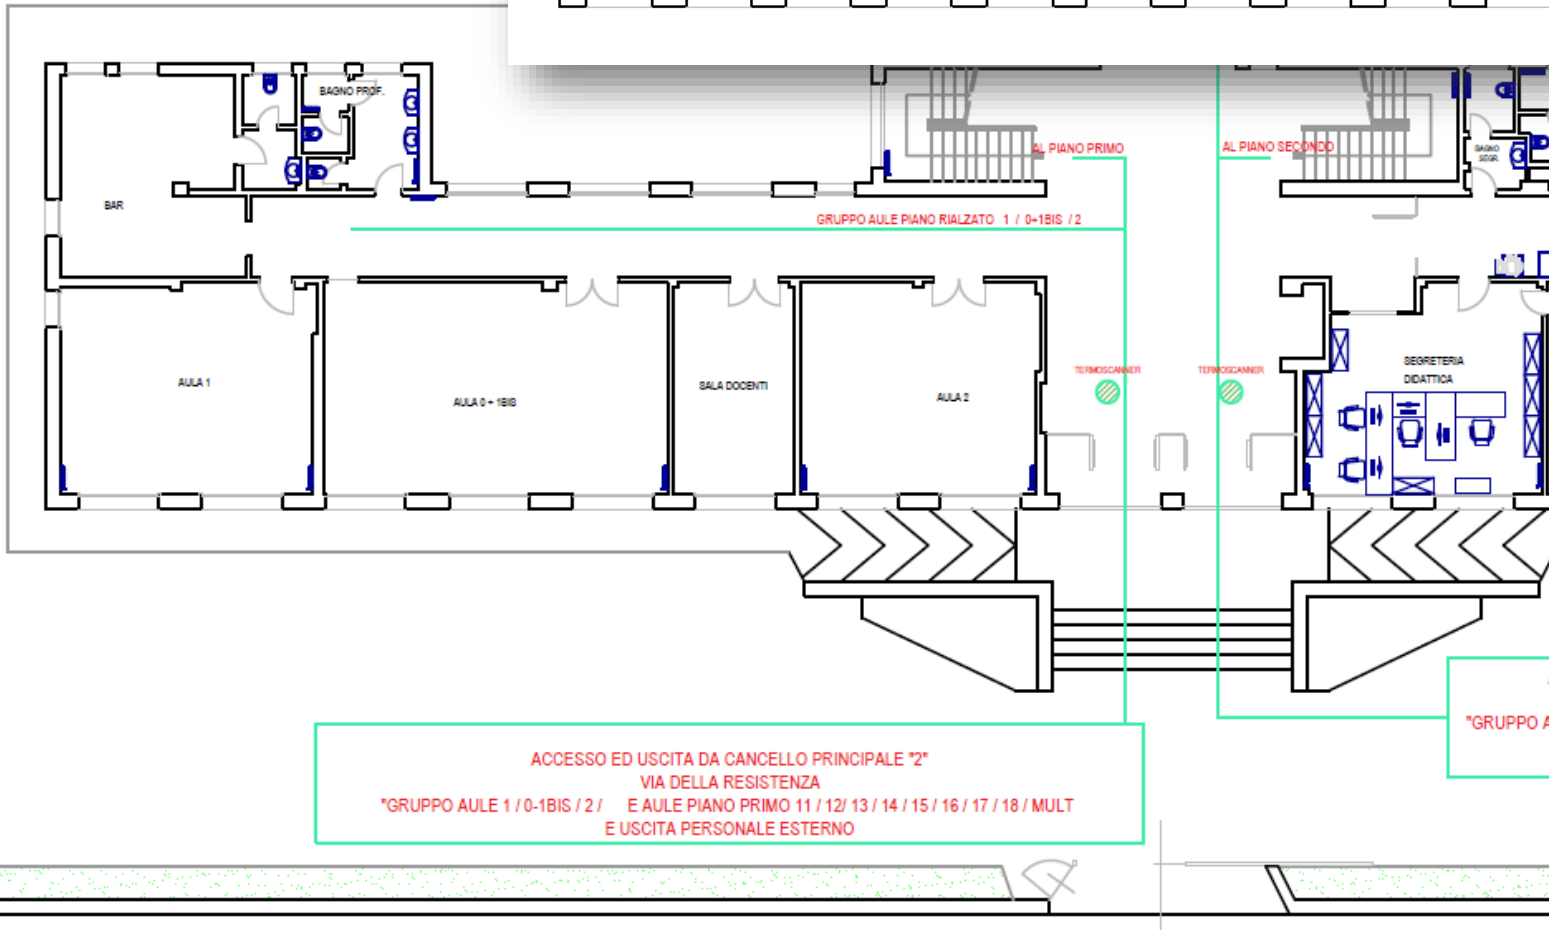 BAGNO PROF.
AL PIANO PRIMO
AL PIANO SECONDO
BAGNO
SEGR.
BAR
GRUPPO AULE PIANO RIALZATO 1 / 0+1BIS / 2
TERMOSCANNER
TERMOSCANNER
SEGRETERIA
DIDATTICA
AULA 1
AULA 0 + 1BIS
SALA DOCENTI
AULA 2
"GRUPPO A
ACCESSO ED USCITA DA CANCELLO PRINCIPALE "2"
VIA DELLA RESISTENZA
"GRUPPO AULE 1 / 0-1BIS / 2 / E AULE PIANO PRIMO 11 / 12/ 13 / 14 / 15 / 16 / 17 / 18 / MULT
E USCITA PERSONALE ESTERNO